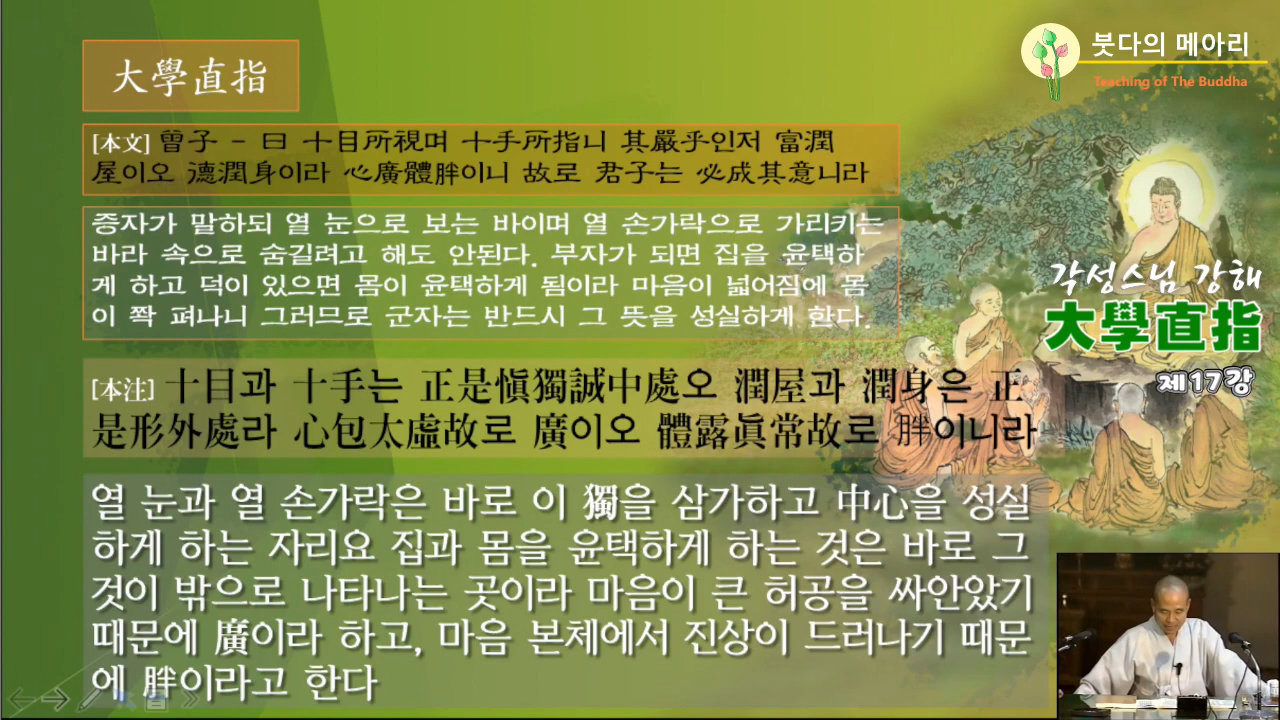 붓다의 메아리
Teaching of The Buddha
大學直指
[本文] 曾子 - 曰 十目所視며 十手所指니 其嚴乎인저 富潤
屋이오 德潤身이라 心廣體胖이니 故로 君子는 必成其意니라
증자가 말하되 열 눈으로 보는 바이며 열 손가락으로 가리키는
바라 속으로 숨길려고 해도 안된다. 부자가 되면 집을 윤택하
게 하고 덕이 있으면 몸이 윤택하게 됨이라 마음이 넓어짐에 몸
이 쫙 펴나니 그러므로 군자는 반드시 그 뜻을 성실하게 한다.
[本注] 十目과 十手는 正是愼獨誠中處오 潤屋과 潤身은 正
是形外處라 心包太虛故로 廣이오 體露眞常故로 胖이니라
열 눈과 열 손가락은 바로 이 獨을 삼가하고 中心을 성실
하게 하는 자리요 집과 몸을 윤택하게 하는 것은 바로 그
것이 밖으로 나타나는 곳이라 마음이 큰 허공을 싸안았기
때문에 廣이라 하고, 마음 본체에서 진상이 드러나기 때문
에 胖이라고 한다
각성스님 강해
大學直指
제17강